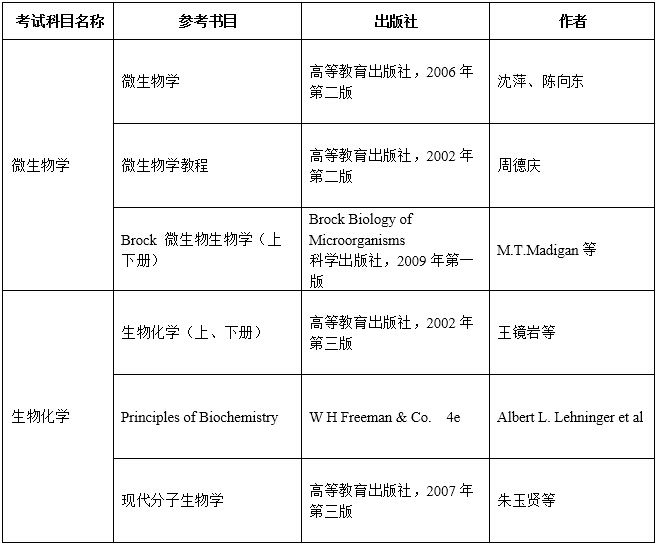 考试科目名称 参考书目 出版社 作者
微生物学
微生物学
高等教育出版社，2006 年
第二版
沈萍、陈向东
微生物学教程
高等教育出版社，2002 年
第二版
周德庆
Brock 微生物生物学（上
下册）
Brock Biology of
Microorganisms
科学出版社，2009 年第一
版
M.T.Madigan 等
生物化学
生物化学（上、下册）
高等教育出版社，2002 年
第三版
王镜岩等
Principles of Biochemistry
W H Freeman & Co. 4e
Albert L. Lehninger et al
现代分子生物学
高等教育出版社，2007 年
第三版
朱玉贤等